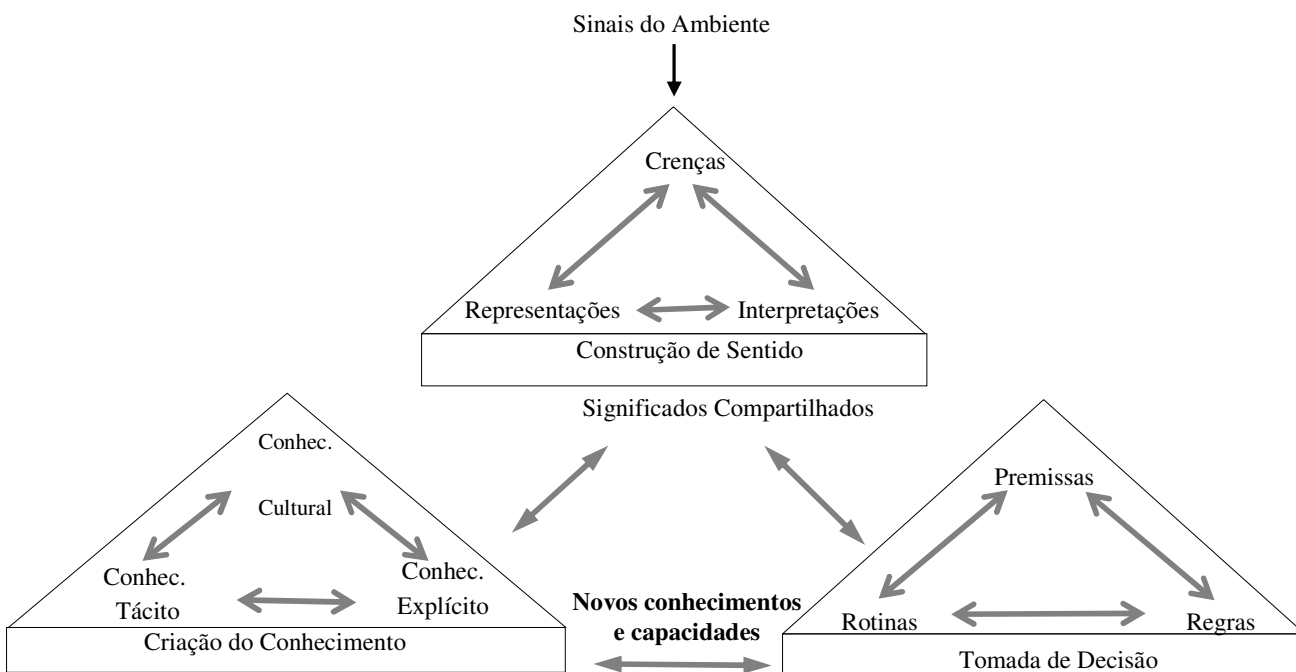 Sinais do Ambiente
Crenças
Representações
Interpretações
Construção de Sentido
Significados Compartilhados
Conhec.
Cultural
Conhec.
Tácito
Conhec.
Explícito
Criação do Conhecimento
Novos conhecimentos
e capacidades
Premissas
Rotinas
Regras
Tomada de Decisão